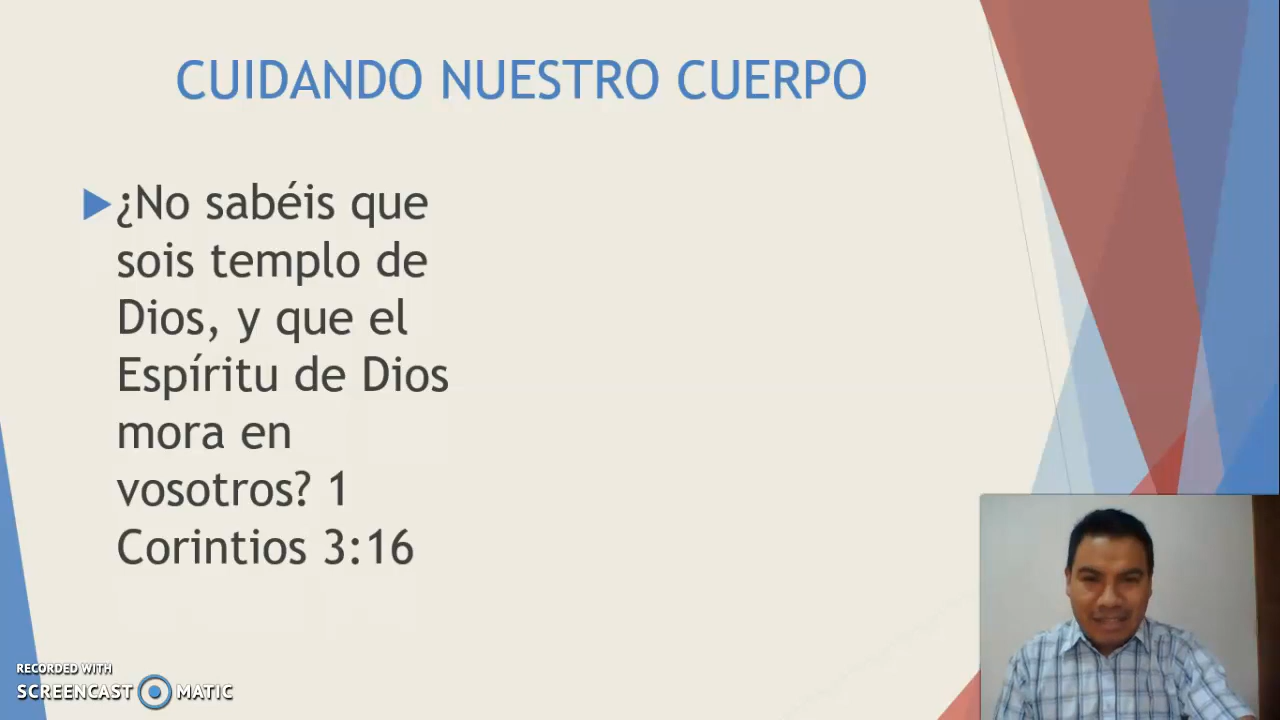 CUIDANDO NUESTRO CUERPO
¿No sabéis que
sois templo de
Dios, y que el
Espíritu de Dios
mora en
vosotros? 1
Corintios 3:16
RECORDED WITH
SCREENCAST MATIC